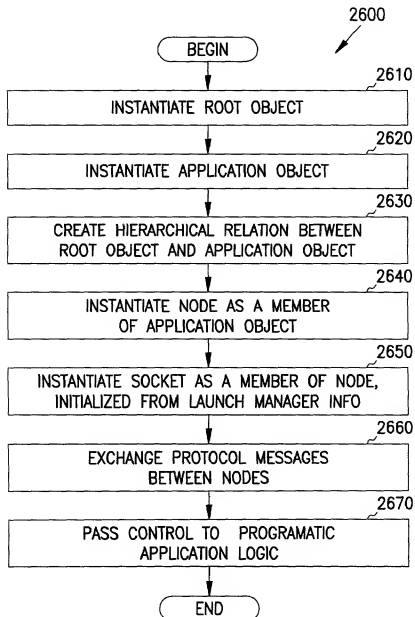 2600
BEGIN
2610
INSTANTIATE ROOT OBJECT
2620
INSTANTIATE APPLICATION OBJECT
2630
CREATE HIERARCHICAL RELATION BETWEEN
ROOT OBJECT AND APPLICATION OBJECT
2640
INSTANTIATE NODE AS A MEMBER
OF APPLICATION OBJECT
2650
INSTANTIATE SOCKET AS A MEMBER OF NODE,
INITIALIZED FROM LAUNCH MANAGER INFO
2660
EXCHANGE PROTOCOL MESSAGES
BETWEEN NODES
2670
PASS CONTROL TO PROGRAMATIC
APPLICATION LOGIC
END